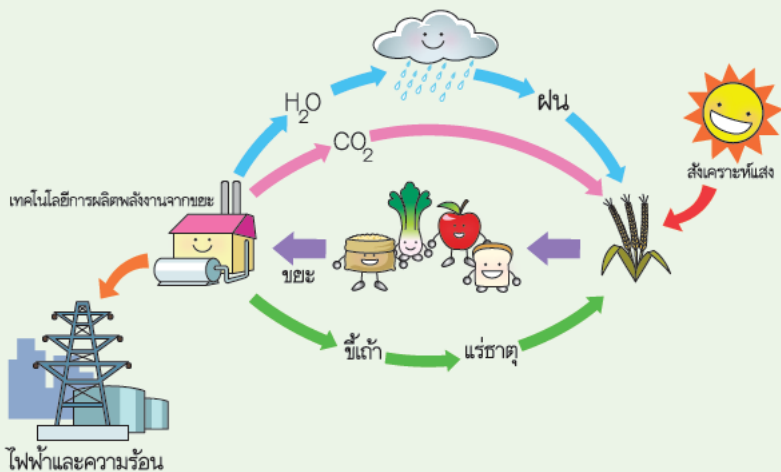 H₂O
ฝน
CO₂
สังเคราะห์แสง
เทคโนโลยีการผลิตพลังงานจากขยะ
ขยะ
ขี้เถ้า
แร่ธาตุ
ไฟฟ้าและความร้อน